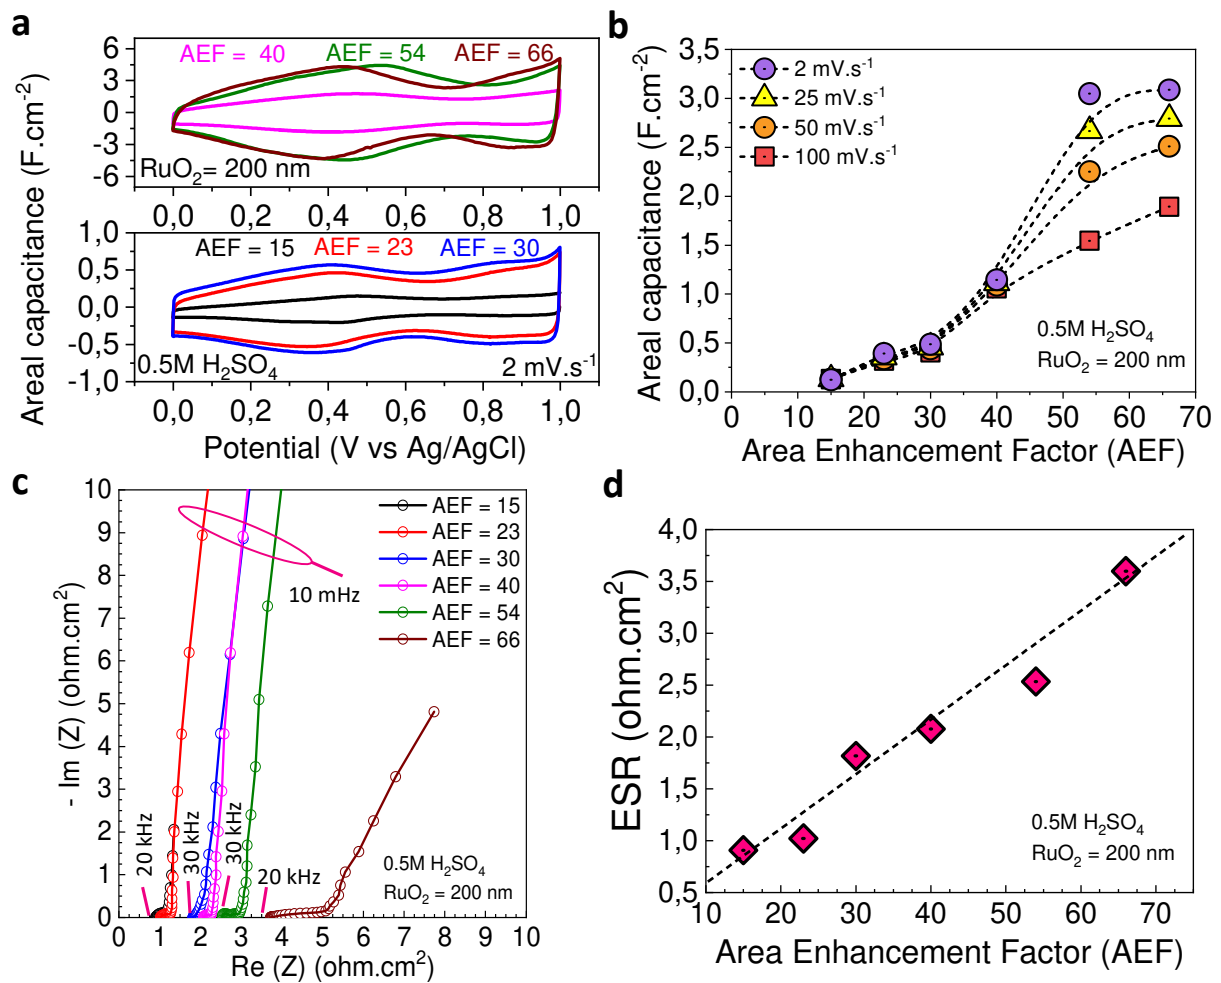 a
AEF = 40 AEF = 54 AEF = 66
6
3
0
-3
-6
RuO₂= 200 nm
0,0 0,2 0,4 0,6 0,8 1,0
1,0
0,5
0,0
-0,5
-1,0
AEF = 15 AEF = 23 AEF = 30
0.5M H₂SO₄ 2 mV.s⁻¹
0,0 0,2 0,4 0,6 0,8 1,0
Areal capacitance (F.cm⁻²)
Potential (V vs Ag/AgCl)
b
3,5
3,0
2,5
2,0
1,5
1,0
0,5
0,0
2 mV.s⁻¹
25 mV.s⁻¹
50 mV.s⁻¹
100 mV.s⁻¹
0.5M H₂SO₄
RuO₂ = 200 nm
0 10 20 30 40 50 60 70
Areal capacitance (F.cm⁻²)
Area Enhancement Factor (AEF)
c
10
9
8
7
6
5
4
3
2
1
0
AEF = 15
AEF = 23
AEF = 30
AEF = 40
AEF = 54
AEF = 66
10 mHz
20 kHz
30 kHz
30 kHz
20 kHz
0.5M H₂SO₄
RuO₂ = 200 nm
0 1 2 3 4 5 6 7 8 9 10
- Im (Z) (ohm.cm²)
Re (Z) (ohm.cm²)
d
4,0
3,5
3,0
2,5
2,0
1,5
1,0
0,5
0.5M H₂SO₄
RuO₂ = 200 nm
10 20 30 40 50 60 70
ESR (ohm.cm²)
Area Enhancement Factor (AEF)